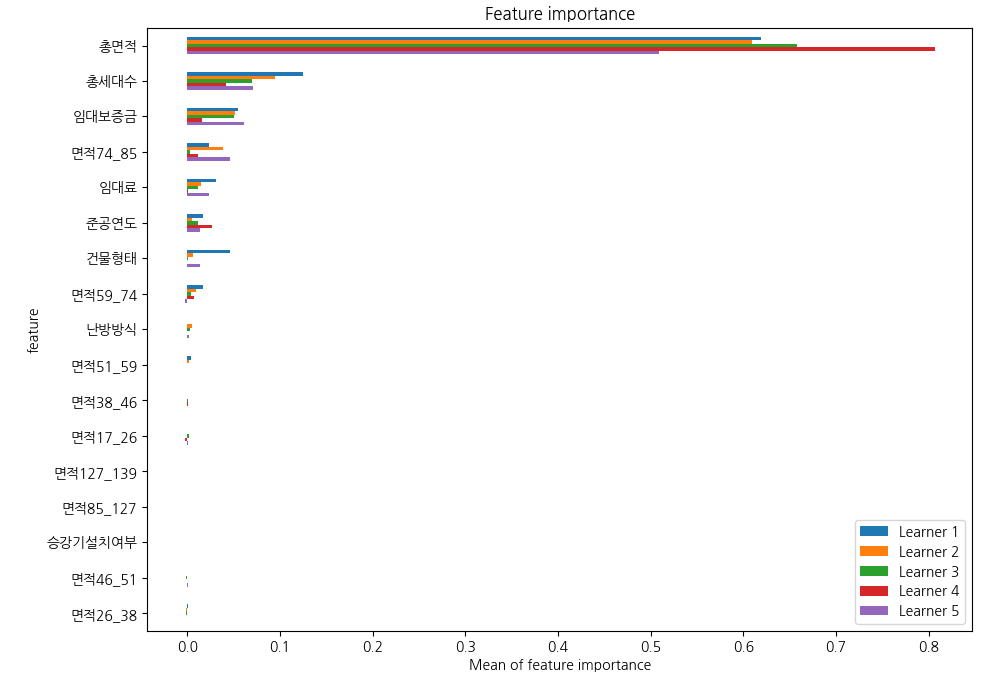 Feature importance
총면적
총세대수
임대보증금
면적74_85
임대료
준공연도
건물형태
면적59_74
난방방식
면적51_59
면적38_46
면적17_26
면적127_139
면적85_127
승강기설치여부
면적46_51
면적26_38
feature
Learner 1
Learner 2
Learner 3
Learner 4
Learner 5
0.0 0.1 0.2 0.3 0.4 0.5 0.6 0.7 0.8
Mean of feature importance